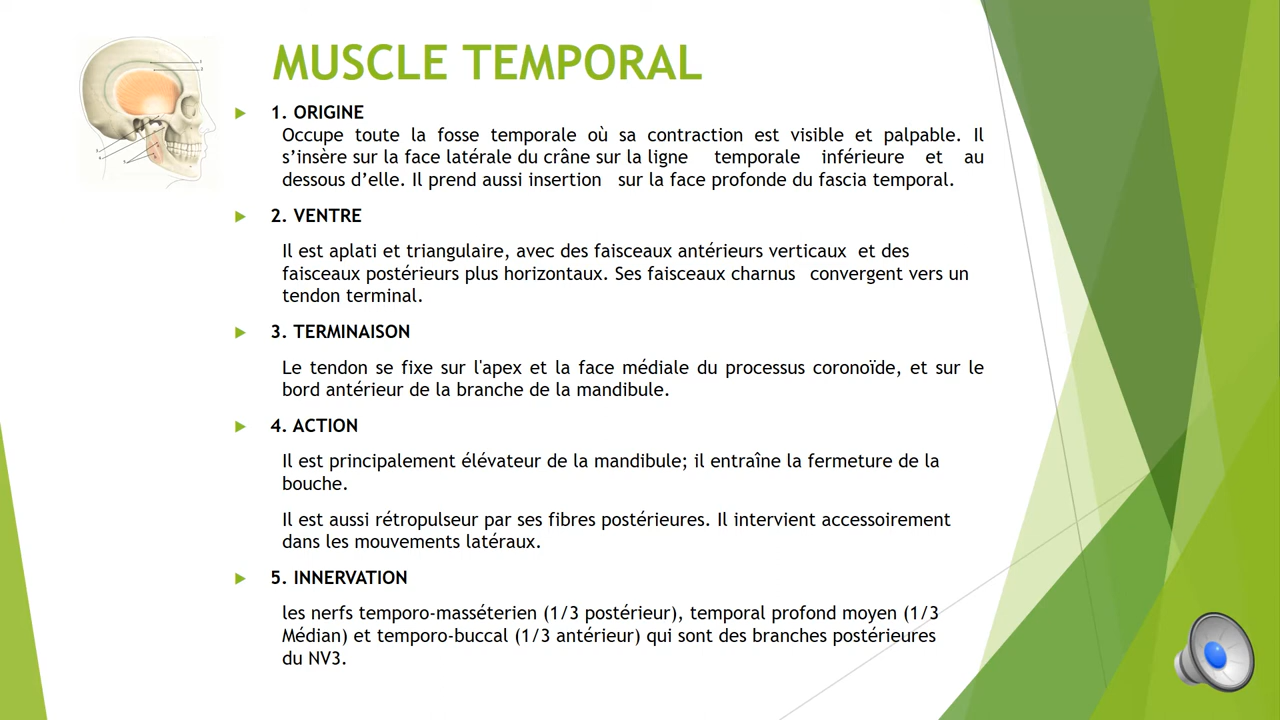 MUSCLE TEMPORAL
1. ORIGINE
Occupe toute la fosse temporale où sa contraction est visible et palpable. Il
s’insère sur la face latérale du crâne sur la ligne temporale inférieure et au
dessous d’elle. Il prend aussi insertion sur la face profonde du fascia temporal.
2. VENTRE
Il est aplati et triangulaire, avec des faisceaux antérieurs verticaux et des
faisceaux postérieurs plus horizontaux. Ses faisceaux charnus convergent vers un
tendon terminal.
3. TERMINAISON
Le tendon se fixe sur l'apex et la face médiale du processus coronoïde, et sur le
bord antérieur de la branche de la mandibule.
4. ACTION
Il est principalement élévateur de la mandibule; il entraîne la fermeture de la
bouche.
Il est aussi rétropulseur par ses fibres postérieures. Il intervient accessoirement
dans les mouvements latéraux.
5. INNERVATION
les nerfs temporo-masséterien (1/3 postérieur), temporal profond moyen (1/3
Médian) et temporo-buccal (1/3 antérieur) qui sont des branches postérieures
du NV3.